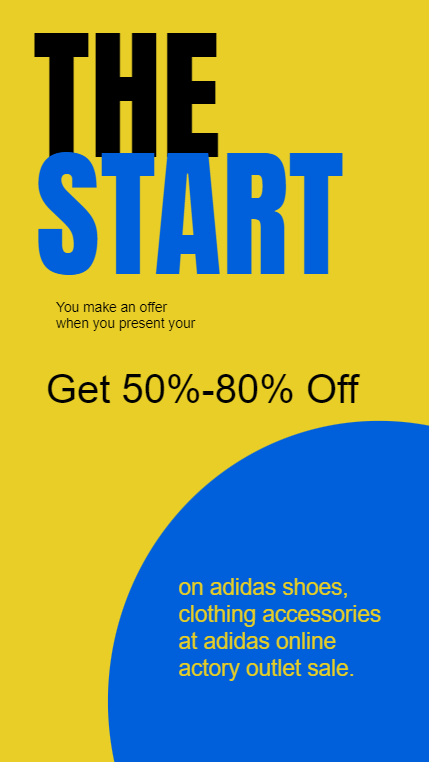 THE
START
You make an offer
when you present your
Get 50%-80% Off
on adidas shoes,
clothing accessories
at adidas online
actory outlet sale.